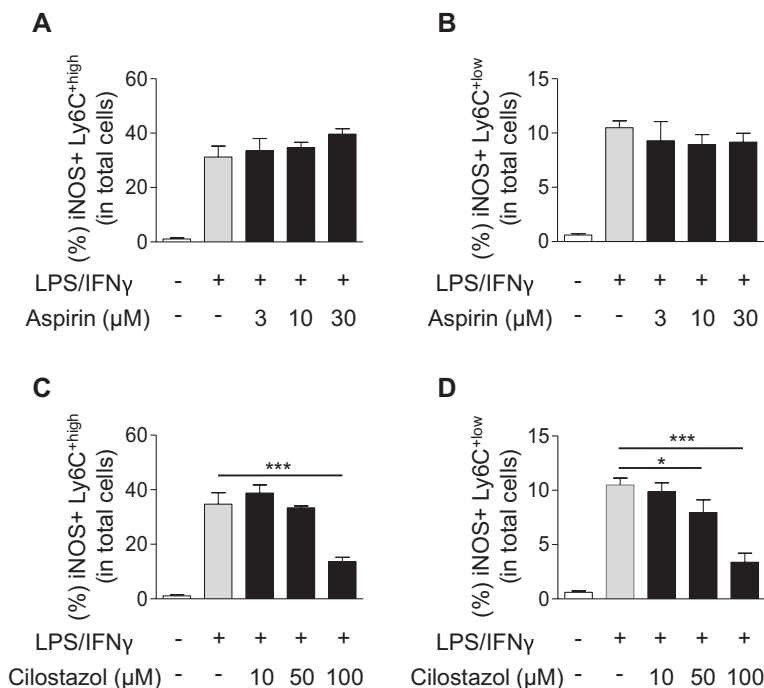 A
(%) iNOS+ Ly6C+high
(in total cells)
60
40
20
0
LPS/IFNγ - + + + +
Aspirin (μM) - - 3 10 30
B
(%) iNOS+ Ly6C+low
(in total cells)
15
10
5
0
LPS/IFNγ - + + + +
Aspirin (μM) - - 3 10 30
C
(%) iNOS+ Ly6C+high
(in total cells)
60
40
20
0
***
LPS/IFNγ - + + + +
Cilostazol (μM) - - 10 50 100
D
(%) iNOS+ Ly6C+low
(in total cells)
15
10
5
0
***
*
LPS/IFNγ - + + + +
Cilostazol (μM) - - 10 50 100